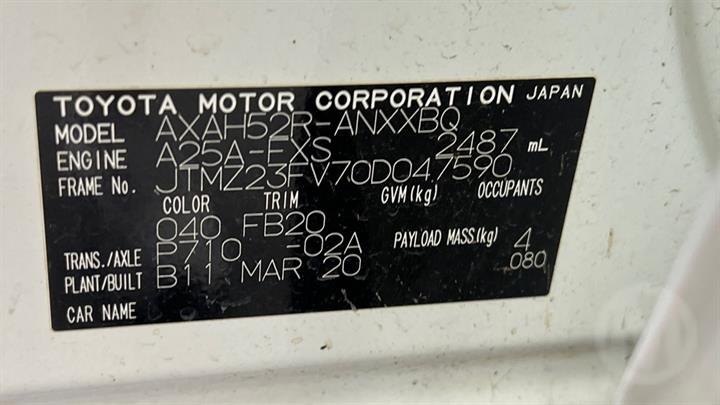 TOYOTA MOTOR CORPORATION JAPAN
MODEL AXAH52R-ANXXBQ
ENGINE A25A-FXS 2487 mL
FRAME No. JTMZ23FV70D047590
COLOR TRIM GVM(kg) OCCUPANTS
040 FB20
TRANS./AXLE P710 -02A PAYLOAD MASS.(kg) 4
PLANT/BUILT B11 MAR 20 080
CAR NAME